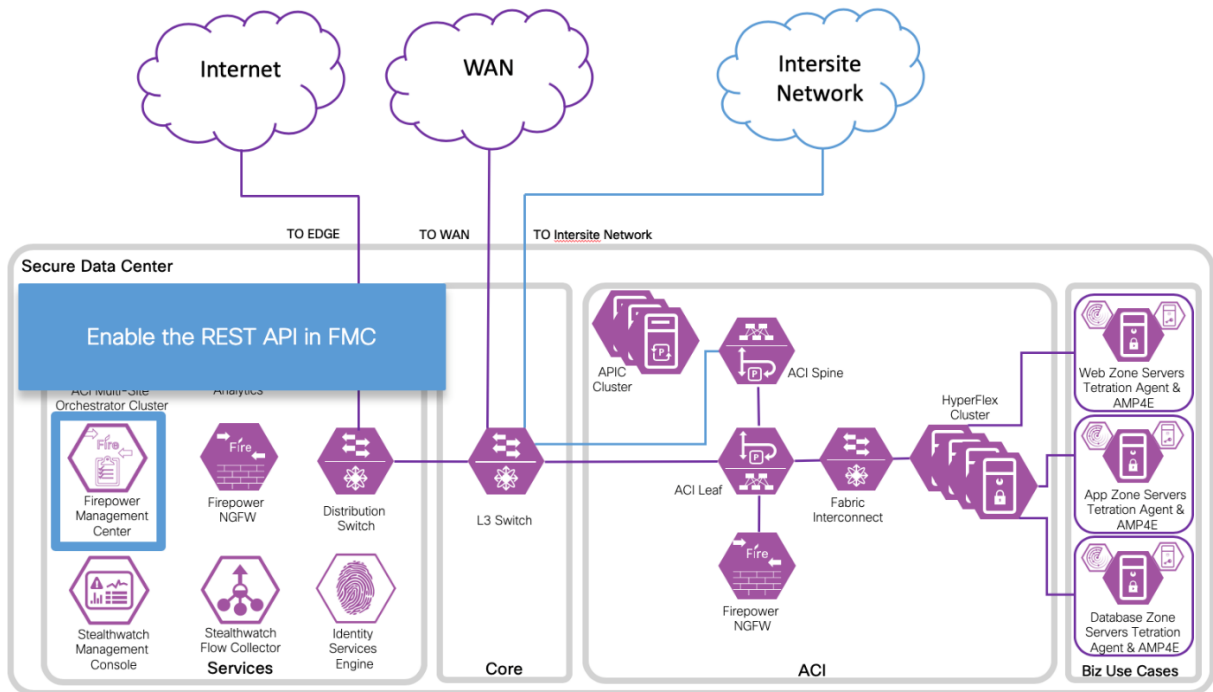 Internet
WAN
Intersite
Network
TO EDGE
TO WAN
TO Intersite Network
Secure Data Center
Enable the REST API in FMC
ACI Multi-Site
Orchestrator Cluster
Analytics
Fire
Firepower
Management
Center
Fire
Firepower
NGFW
Distribution
Switch
L3 Switch
Stealthwatch
Management
Console
Stealthwatch
Flow Collector
Identity
Services
Engine
Services
Core
P
APIC
Cluster
P
ACI Spine
P
ACI Leaf
Fabric
Interconnect
HyperFlex
Cluster
Fire
Firepower
NGFW
ACI
Web Zone Servers
Tetration Agent &
AMP4E
App Zone Servers
Tetration Agent &
AMP4E
Database Zone
Servers Tetration
Agent & AMP4E
Biz Use Cases